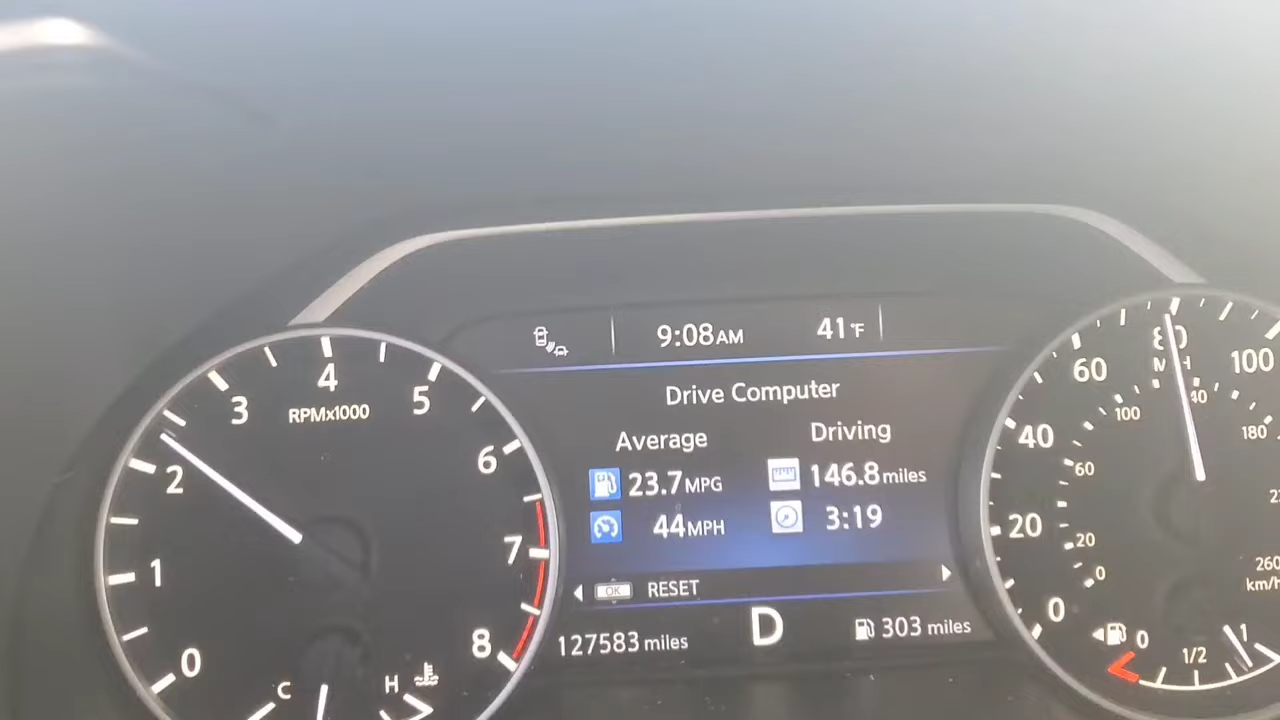 9:08AM 41°F
Drive Computer
Average Driving
23.7MPG 146.8miles
44MPH 3:19
OK RESET
127583 miles D 303 miles
0 1 2 3 4 5 6 7 8
RPMx1000
C H
0 20 40 60 80 100
0 20 60 100 180 260
km/h
0 1/2 1